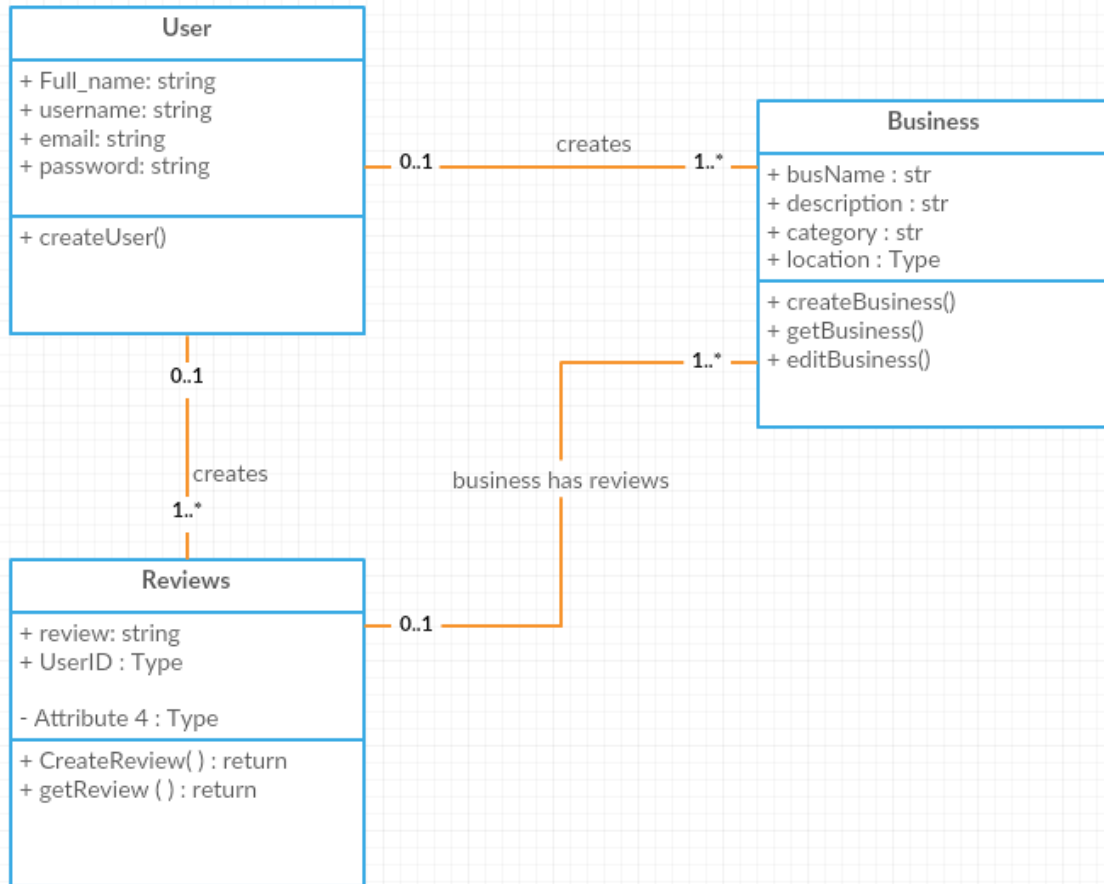 User
+ Full_name: string
+ username: string
+ email: string
+ password: string
+ createUser()
0..1
creates
1..*
Business
+ busName : str
+ description : str
+ category : str
+ location : Type
+ createBusiness()
+ getBusiness()
+ editBusiness()
0..1
creates
1..*
1..*
business has reviews
0..1
Reviews
+ review: string
+ UserID : Type
- Attribute 4 : Type
+ CreateReview( ) : return
+ getReview ( ) : return